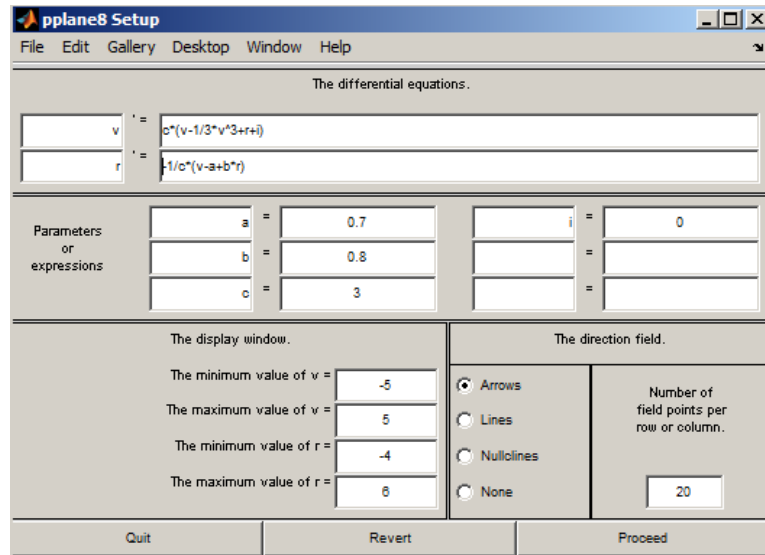 pplane8 Setup
File Edit Gallery Desktop Window Help
The differential equations.
v ' = c*(v-1/3*v^3+r+i)
r ' = -1/c*(v-a+b*r)
Parameters
or
expressions
a = 0.7 i = 0
b = 0.8 =
c = 3 =
The display window.
The minimum value of v = -5
The maximum value of v = 5
The minimum value of r = -4
The maximum value of r = 6
The direction field.
Arrows
Lines
Nullclines
None
Number of
field points per
row or column.
20
Quit Revert Proceed